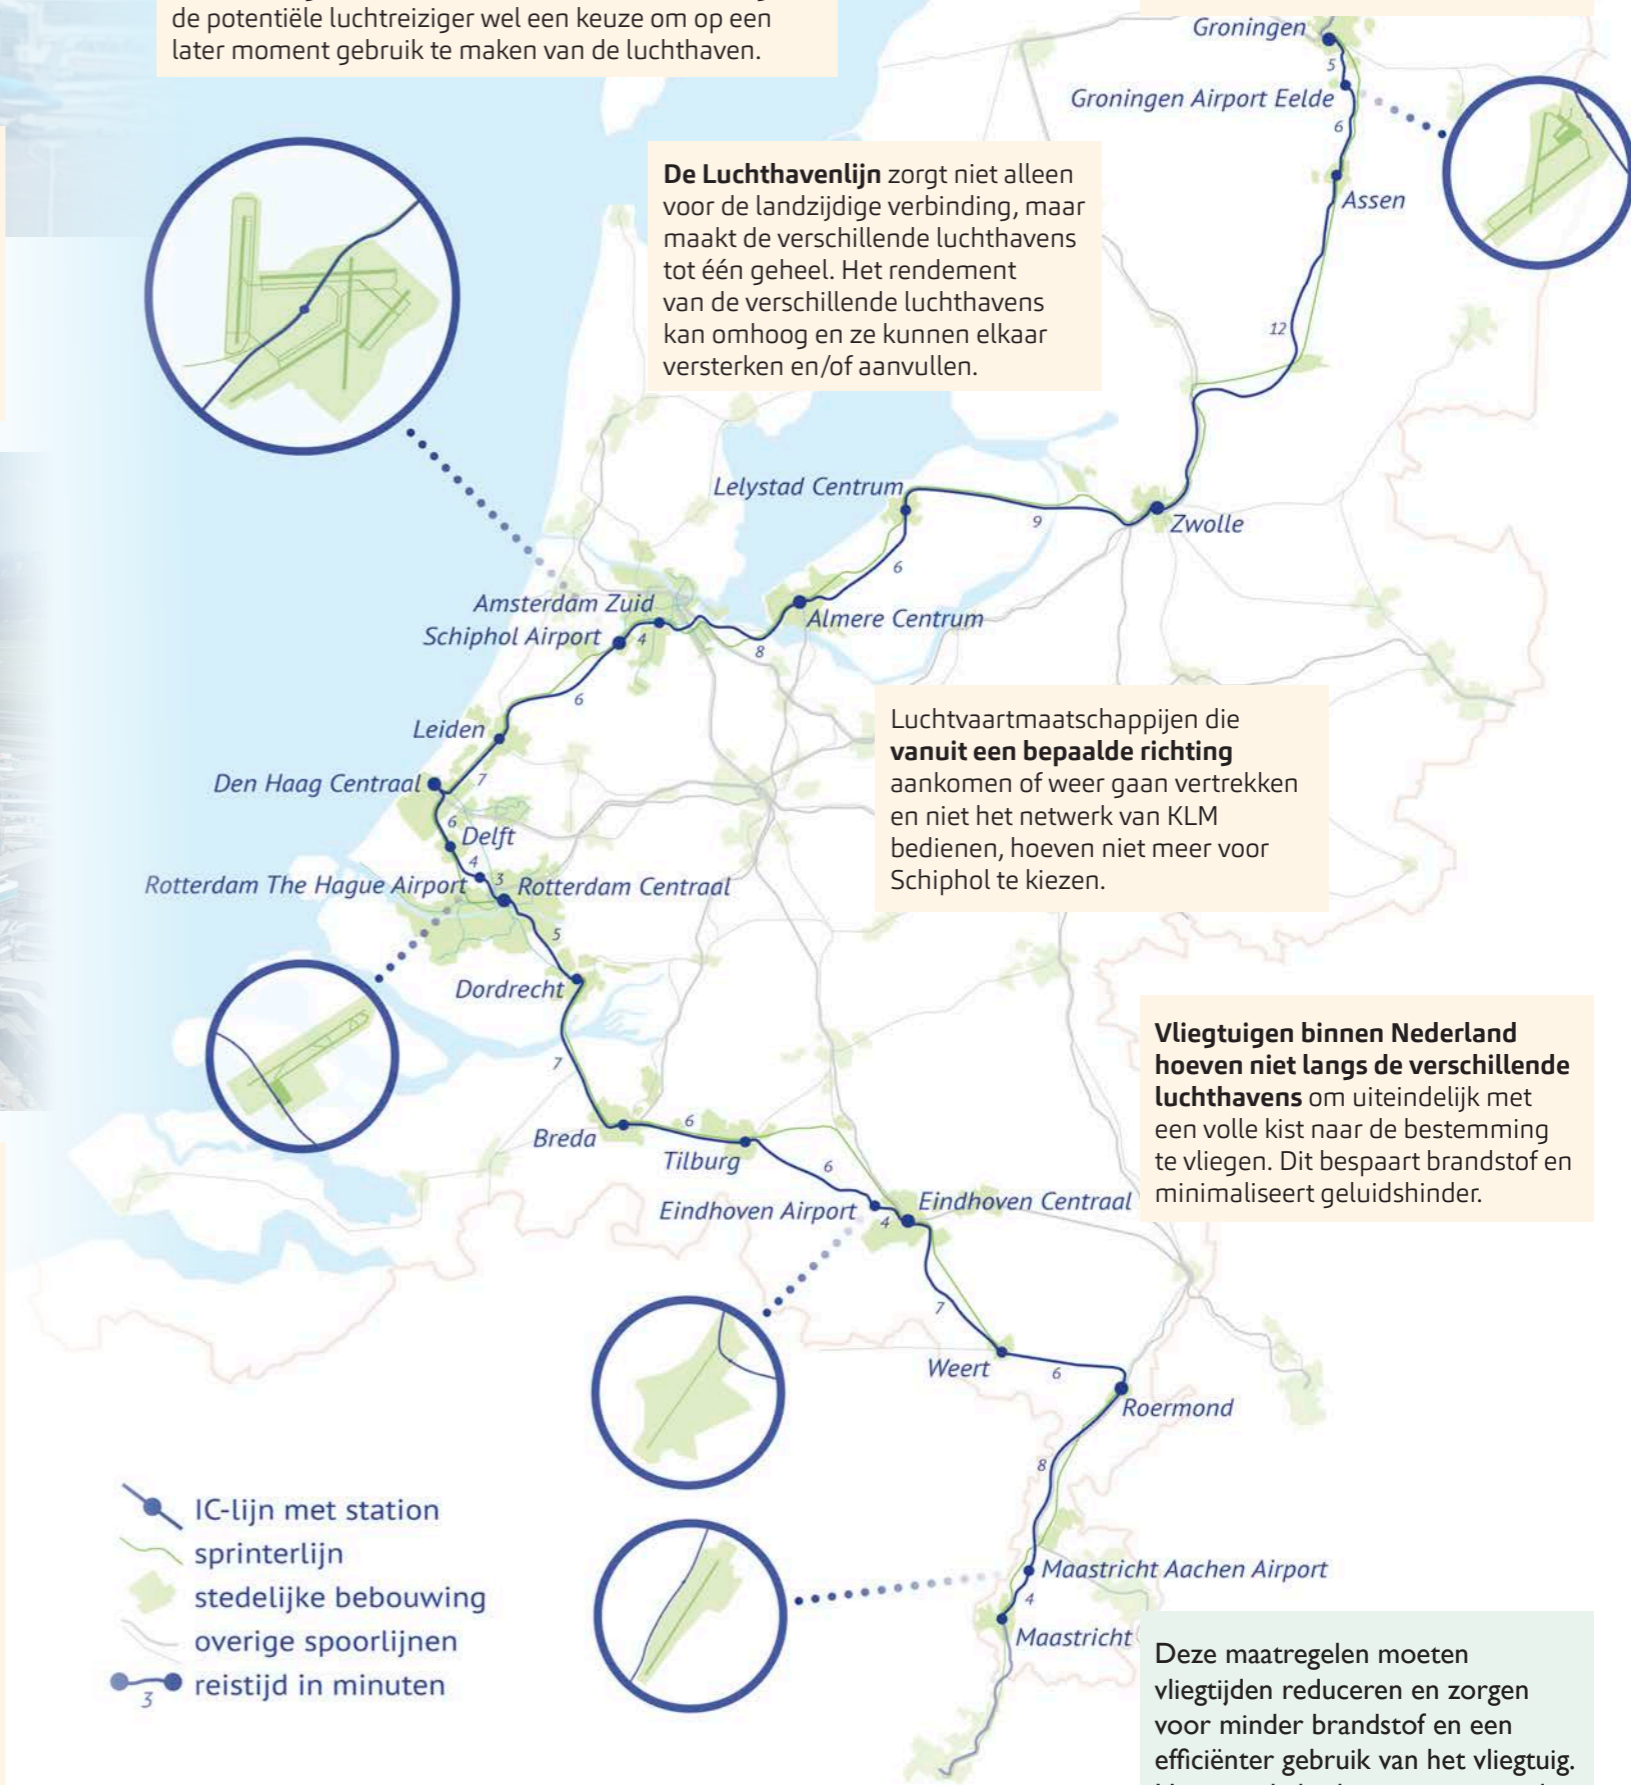 de potentiële luchtreiziger wel een keuze om op een
later moment gebruik te maken van de luchthaven.
Groningen
5
Groningen Airport Eelde
6
Assen
12
De Luchthavenlijn zorgt niet alleen
voor de landzijdige verbinding, maar
maakt de verschillende luchthavens
tot één geheel. Het rendement
van de verschillende luchthavens
kan omhoog en ze kunnen elkaar
versterken en/of aanvullen.
Lelystad Centrum
9
Zwolle
6
Amsterdam Zuid
Almere Centrum
Schiphol Airport
4
8
6
Leiden
7
Den Haag Centraal
6
Delft
4
Rotterdam The Hague Airport
3
Rotterdam Centraal
5
Dordrecht
7
Luchtvaartmaatschappijen die
vanuit een bepaalde richting
aankomen of weer gaan vertrekken
en niet het netwerk van KLM
bedienen, hoeven niet meer voor
Schiphol te kiezen.
Vliegtuigen binnen Nederland
hoeven niet langs de verschillende
luchthavens om uiteindelijk met
een volle kist naar de bestemming
te vliegen. Dit bespaart brandstof en
minimaliseert geluidshinder.
Breda
6
Tilburg
6
Eindhoven Airport
4
Eindhoven Centraal
7
Weert
6
Roermond
8
Maastricht Aachen Airport
4
Maastricht
IC-lijn met station
sprinterlijn
stedelijke bebouwing
overige spoorlijnen
3
reistijd in minuten
Deze maatregelen moeten
vliegtijden reduceren en zorgen
voor minder brandstof en een
efficiënter gebruik van het vliegtuig.